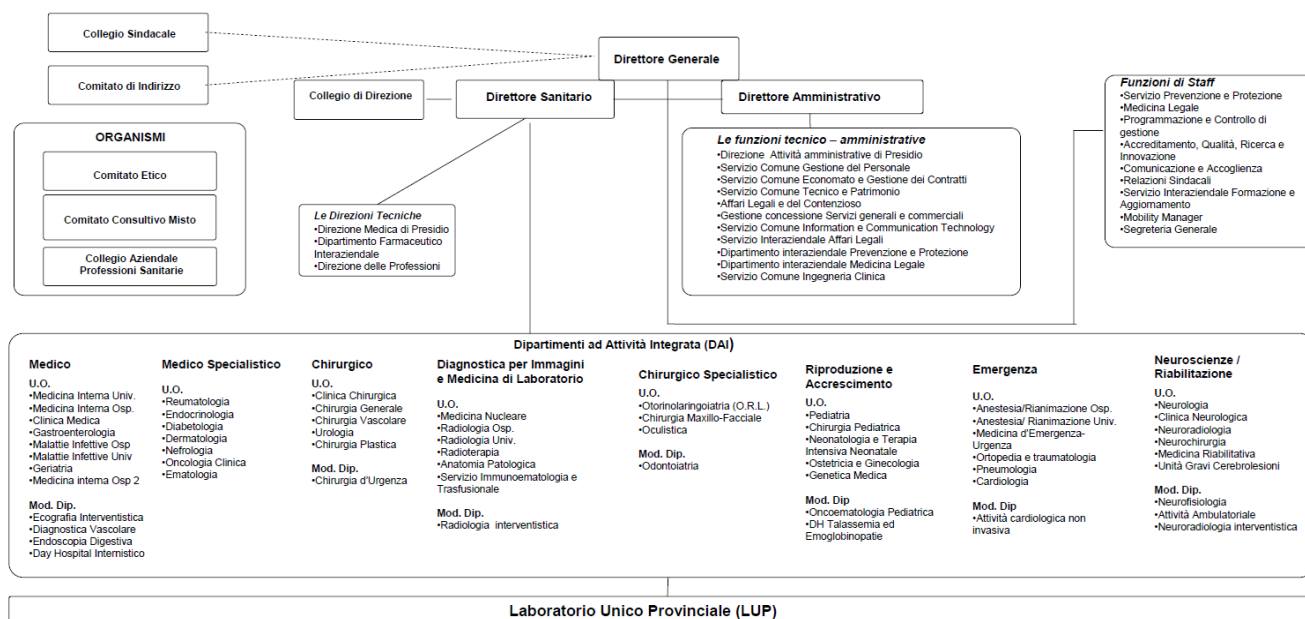 Collegio Sindacale
Comitato di Indirizzo
Direttore Generale
Collegio di Direzione
Direttore Sanitario
Direttore Amministrativo
ORGANISMI
Comitato Etico
Comitato Consultivo Misto
Collegio Aziendale
Professioni Sanitarie
Le Direzioni Tecniche
•Direzione Medica di Presidio
•Dipartimento Farmaceutico
Interaziendale
•Direzione delle Professioni
Le funzioni tecnico – amministrative
•Direzione Attività amministrative di Presidio
•Servizio Comune Gestione del Personale
•Servizio Comune Economato e Gestione dei Contratti
•Servizio Comune Tecnico e Patrimonio
•Affari Legali e del Contenzioso
•Gestione concessione Servizi generali e commerciali
•Servizio Comune Information e Communication Technology
•Servizio Interaziendale Affari Legali
•Dipartimento interaziendale Prevenzione e Protezione
•Dipartimento interaziendale Medicina Legale
•Servizio Comune Ingegneria Clinica
Funzioni di Staff
•Servizio Prevenzione e Protezione
•Medicina Legale
•Programmazione e Controllo di
gestione
•Accreditamento, Qualità, Ricerca e
Innovazione
•Comunicazione e Accoglienza
•Relazioni Sindacali
•Servizio Interaziendale Formazione e
Aggiornamento
•Mobility Manager
•Segreteria Generale
Dipartimenti ad Attività Integrata (DAI)
Medico
U.O.
•Medicina Interna Univ.
•Medicina Interna Osp.
•Clinica Medica
•Gastroenterologia
•Malattie Infettive Osp
•Malattie Infettive Univ
•Geriatria
•Medicina interna Osp 2
Mod. Dip.
•Ecografia Interventistica
•Diagnostica Vascolare
•Endoscopia Digestiva
•Day Hospital Internistico
Medico Specialistico
U.O.
•Reumatologia
•Endocrinologia
•Diabetologia
•Dermatologia
•Nefrologia
•Oncologia Clinica
•Ematologia
Chirurgico
U.O.
•Clinica Chirurgica
•Chirurgia Generale
•Chirurgia Vascolare
•Urologia
•Chirurgia Plastica
Mod. Dip.
•Chirurgia d'Urgenza
Diagnostica per Immagini
e Medicina di Laboratorio
U.O.
•Medicina Nucleare
•Radiologia Osp.
•Radiologia Univ.
•Radioterapia
•Anatomia Patologica
•Servizio Immunoematologia e
Trasfusionale
Mod. Dip.
•Radiologia interventistica
Chirurgico Specialistico
U.O.
•Otorinolaringoiatria (O.R.L.)
•Chirurgia Maxillo-Facciale
•Oculistica
Mod. Dip.
•Odontoiatria
Riproduzione e
Accrescimento
U.O.
•Pediatria
•Chirurgia Pediatrica
•Neonatologia e Terapia
Intensiva Neonatale
•Ostetricia e Ginecologia
•Genetica Medica
Mod. Dip
•Oncoematologia Pediatrica
•DH Talassemia ed
Emoglobinopatie
Emergenza
U.O.
•Anestesia/Rianimazione Osp.
•Anestesia/ Rianimazione Univ.
•Medicina d'Emergenza-
Urgenza
•Ortopedia e traumatologia
•Pneumologia
•Cardiologia
Mod. Dip
•Attività cardiologica non
invasiva
Neuroscienze /
Riabilitazione
U.O.
•Neurologia
•Clinica Neurologica
•Neuroradiologia
•Neurochirurgia
•Medicina Riabilitativa
•Unità Gravi Cerebrolesioni
Mod. Dip.
•Neurofisiologia
•Attività Ambulatoriale
•Neuroradiologia interventistica
Laboratorio Unico Provinciale (LUP)